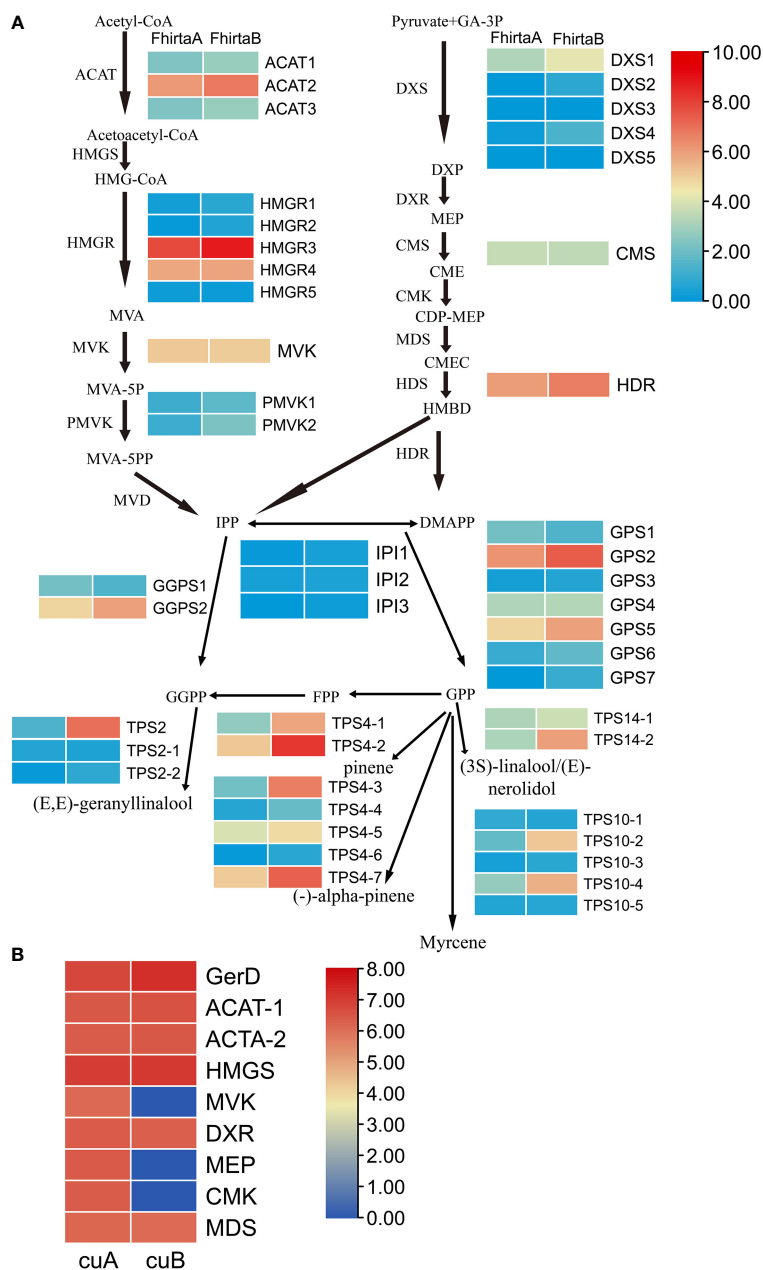 A
Acetyl-CoA
FhirtaA FhirtaB
ACAT
ACAT1
ACAT2
ACAT3
Acetoacetyl-CoA
HMGS
HMG-CoA
HMGR
HMGR1
HMGR2
HMGR3
HMGR4
HMGR5
MVA
MVK
MVK
MVA-5P
PMVK
PMVK1
PMVK2
MVA-5PP
MVD
Pyruvate+GA-3P
FhirtaA FhirtaB
DXS
DXS1
DXS2
DXS3
DXS4
DXS5
DXP
DXR
MEP
CMS
CMS
CME
CMK
CDP-MEP
MDS
CMEC
HDS
HDR
HMBD
HDR
10.00
8.00
6.00
4.00
2.00
0.00
IPP
DMAPP
IPI1
IPI2
IPI3
GGPS1
GGPS2
GPS1
GPS2
GPS3
GPS4
GPS5
GPS6
GPS7
GGPP
FPP
GPP
TPS2
TPS2-1
TPS2-2
(E,E)-geranyllinalool
TPS4-1
TPS4-2
pinene
TPS4-3
TPS4-4
TPS4-5
TPS4-6
TPS4-7
(-)-alpha-pinene
TPS14-1
TPS14-2
(3S)-linalool/(E)-
nerolidol
TPS10-1
TPS10-2
TPS10-3
TPS10-4
TPS10-5
Myrcene
B
GerD
ACAT-1
ACTA-2
HMGS
MVK
DXR
MEP
CMK
MDS
cuA cuB
8.00
7.00
6.00
5.00
4.00
3.00
2.00
1.00
0.00